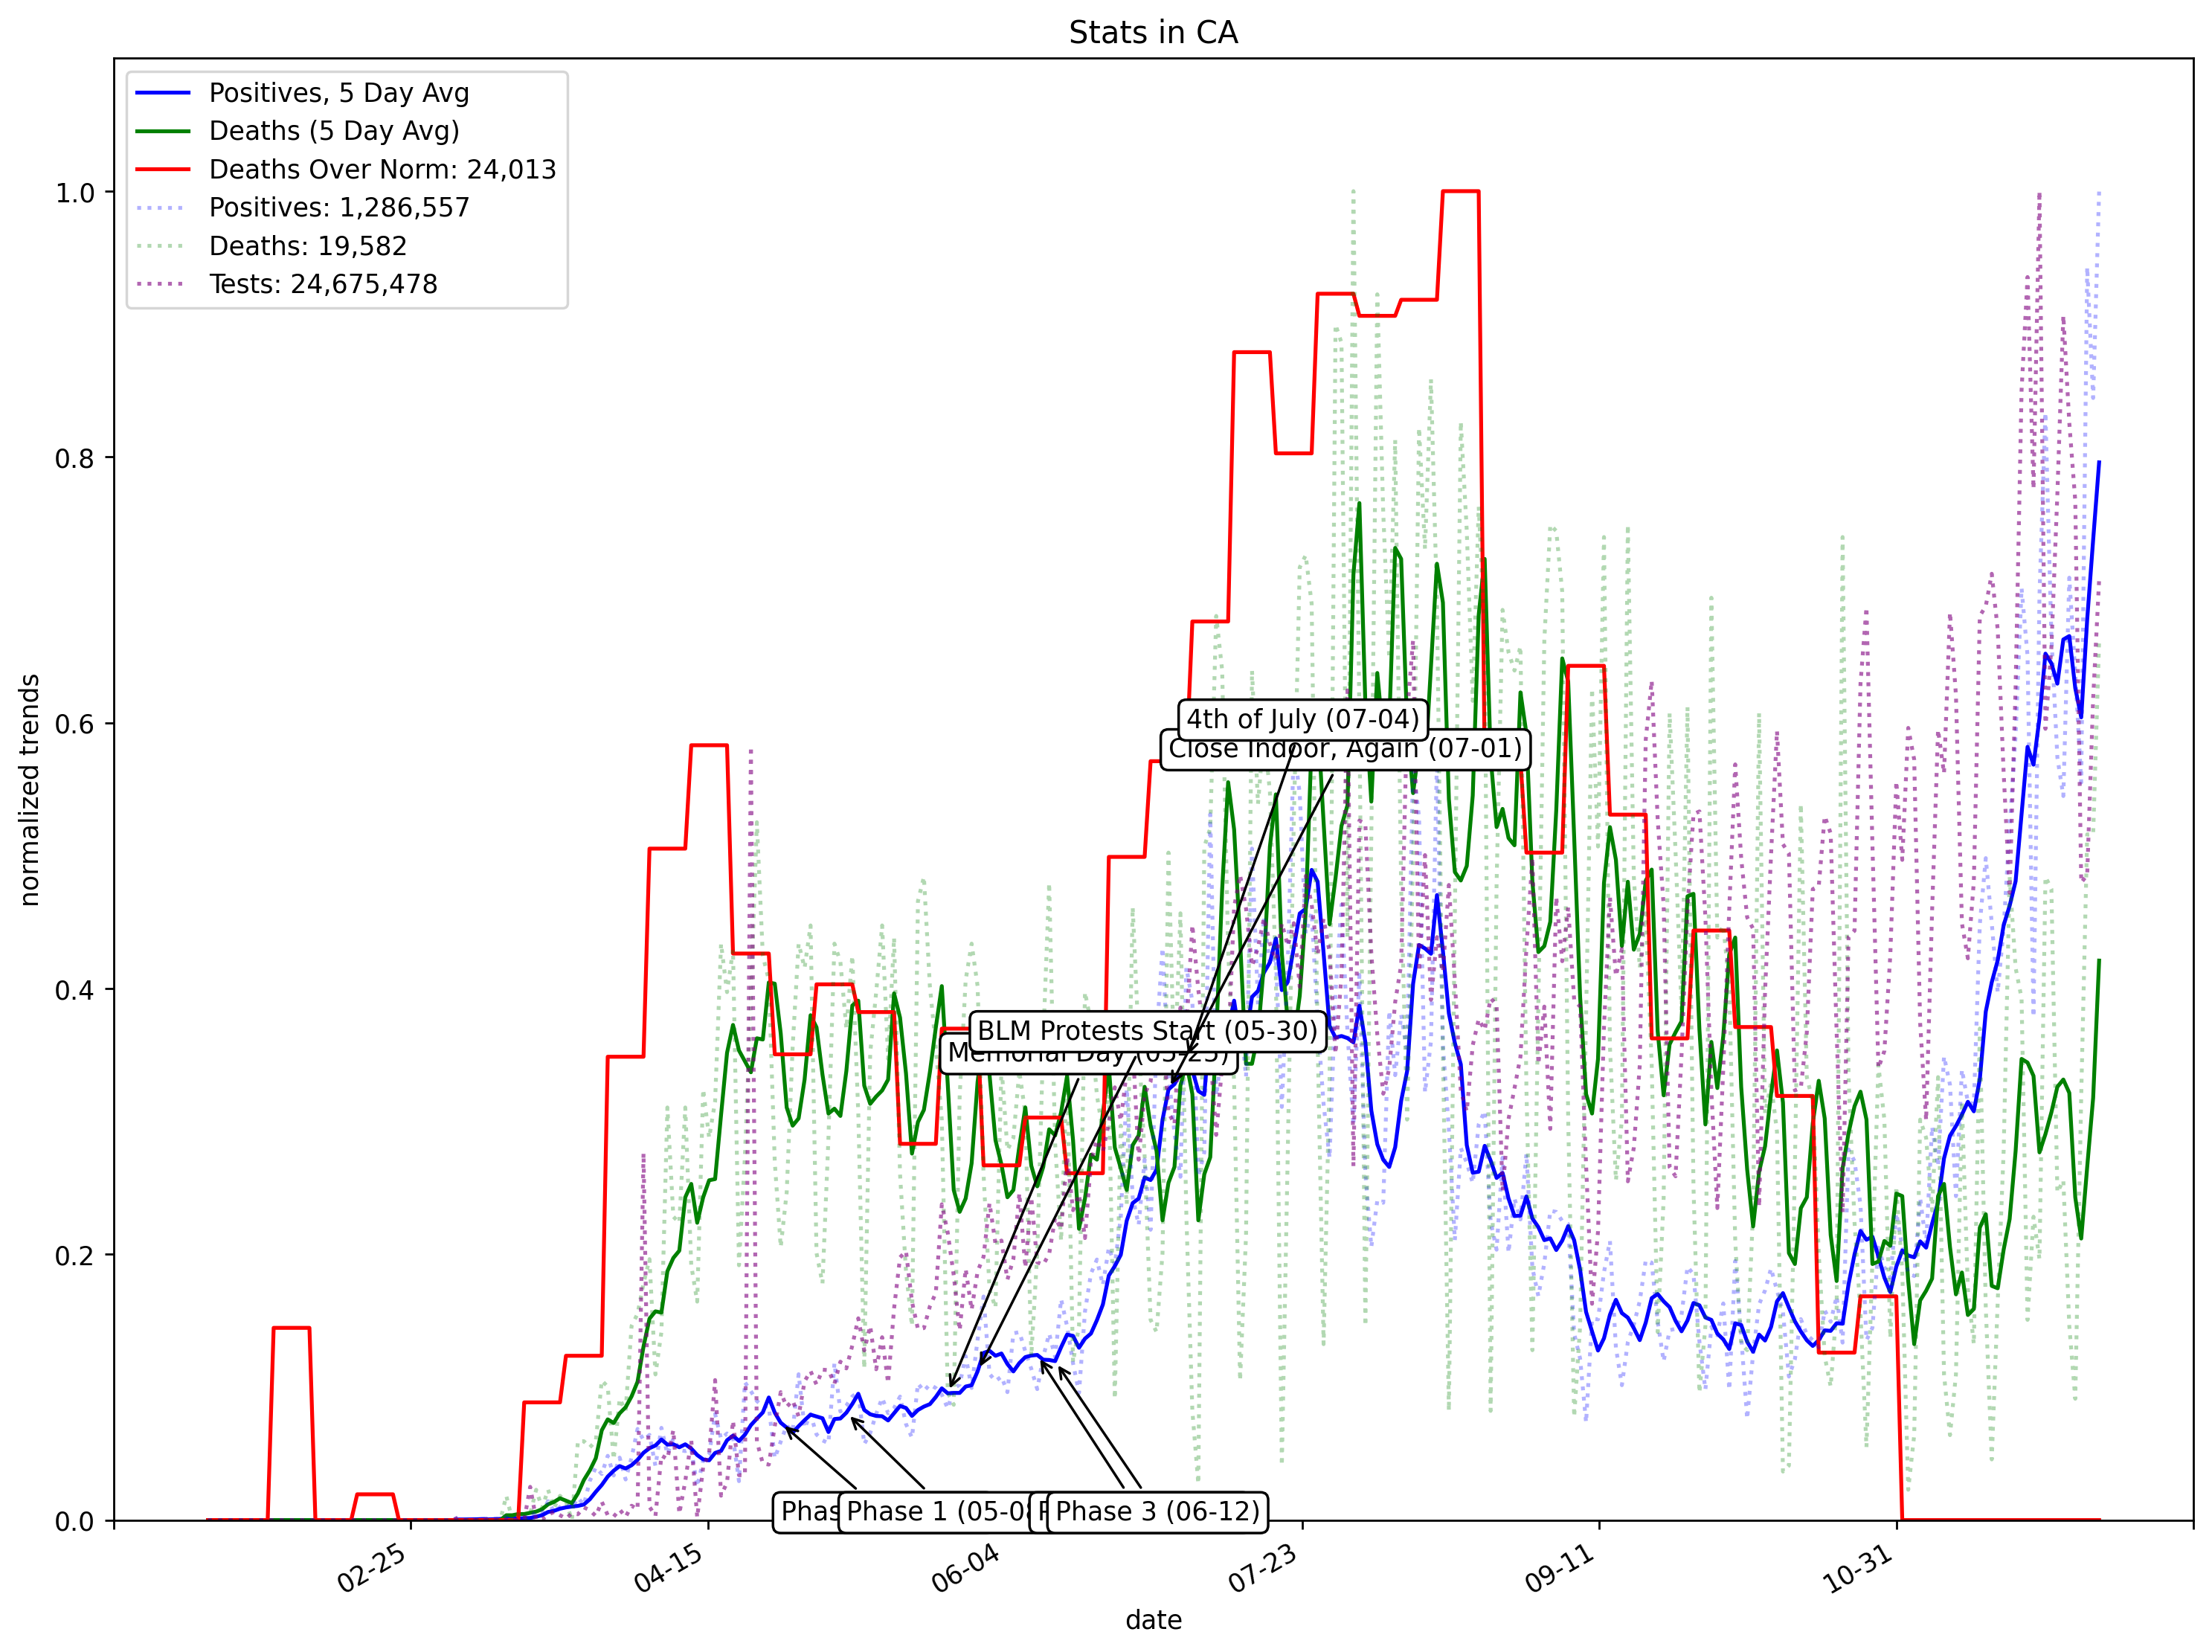 Stats in CA
Positives, 5 Day Avg
Deaths (5 Day Avg)
Deaths Over Norm: 24,013
Positives: 1,286,557
Deaths: 19,582
Tests: 24,675,478
1.0
0.8
0.6
0.4
0.2
0.0
normalized trends
4th of July (07-04)
Close Indoor, Again (07-01)
BLM Protests Start (05-30)
Memorial Day (05-25)
Phas
Phase 1 (05-08
Phase 3 (06-12)
02-25
04-15
06-04
07-23
09-11
10-31
date